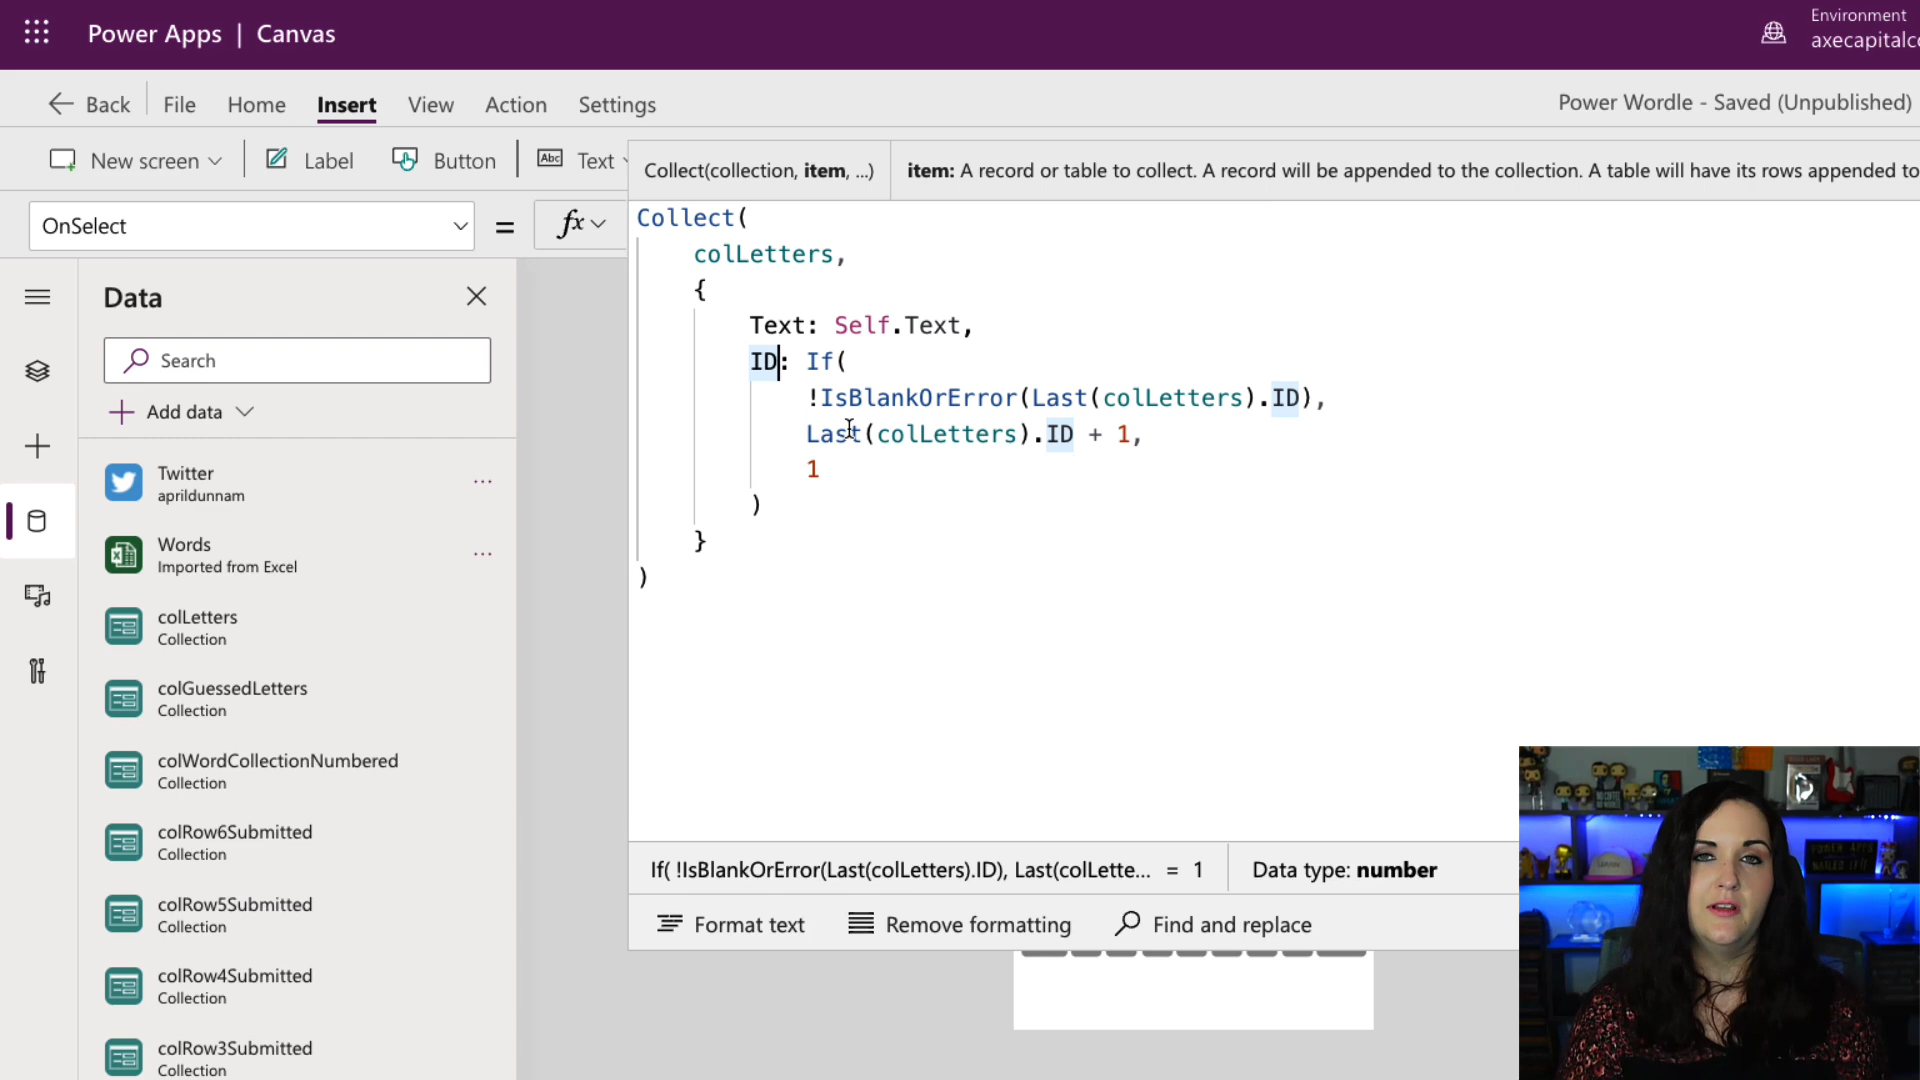 Power Apps | Canvas
Environment
axecapitalcc
Back File Home Insert View Action Settings
Power Wordle - Saved (Unpublished)
New screen Label Button Abc Text
Collect(collection, item, ...) item: A record or table to collect. A record will be appended to the collection. A table will have its rows appended to
OnSelect = fx
Collect(
colLetters,
{
Text: Self.Text,
ID: If(
!IsBlankOrError(Last(colLetters).ID),
Last(colLetters).ID + 1,
1
)
}
)
Data
Search
Add data
Twitter
aprildunnam
Words
Imported from Excel
colLetters
Collection
colGuessedLetters
Collection
colWordCollectionNumbered
Collection
colRow6Submitted
Collection
colRow5Submitted
Collection
colRow4Submitted
Collection
colRow3Submitted
Collection
If( !IsBlankOrError(Last(colLetters).ID), Last(colLette... = 1 Data type: number
Format text Remove formatting Find and replace